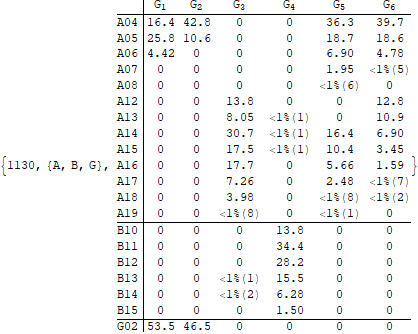 G1 G2 G3 G4 G5 G6
A04 16.4 42.8 0 0 36.3 39.7
A05 25.8 10.6 0 0 18.7 18.6
A06 4.42 0 0 0 6.90 4.78
A07 0 0 0 0 1.95 <1%(5)
A08 0 0 0 0 <1%(6) 0
A12 0 0 13.8 0 0 12.8
A13 0 0 8.05 <1%(1) 0 10.9
A14 0 0 30.7 <1%(1) 16.4 6.90
A15 0 0 17.5 <1%(1) 10.4 3.45
{1130, {A, B, G}, A16 0 0 17.7 0 5.66 1.59 }
A17 0 0 7.26 0 2.48 <1%(7)
A18 0 0 3.98 0 <1%(8) <1%(2)
A19 0 0 <1%(8) 0 <1%(1) 0
B10 0 0 0 13.8 0 0
B11 0 0 0 34.4 0 0
B12 0 0 0 28.2 0 0
B13 0 0 <1%(1) 15.5 0 0
B14 0 0 <1%(2) 6.28 0 0
B15 0 0 0 1.50 0 0
G02 53.5 46.5 0 0 0 0